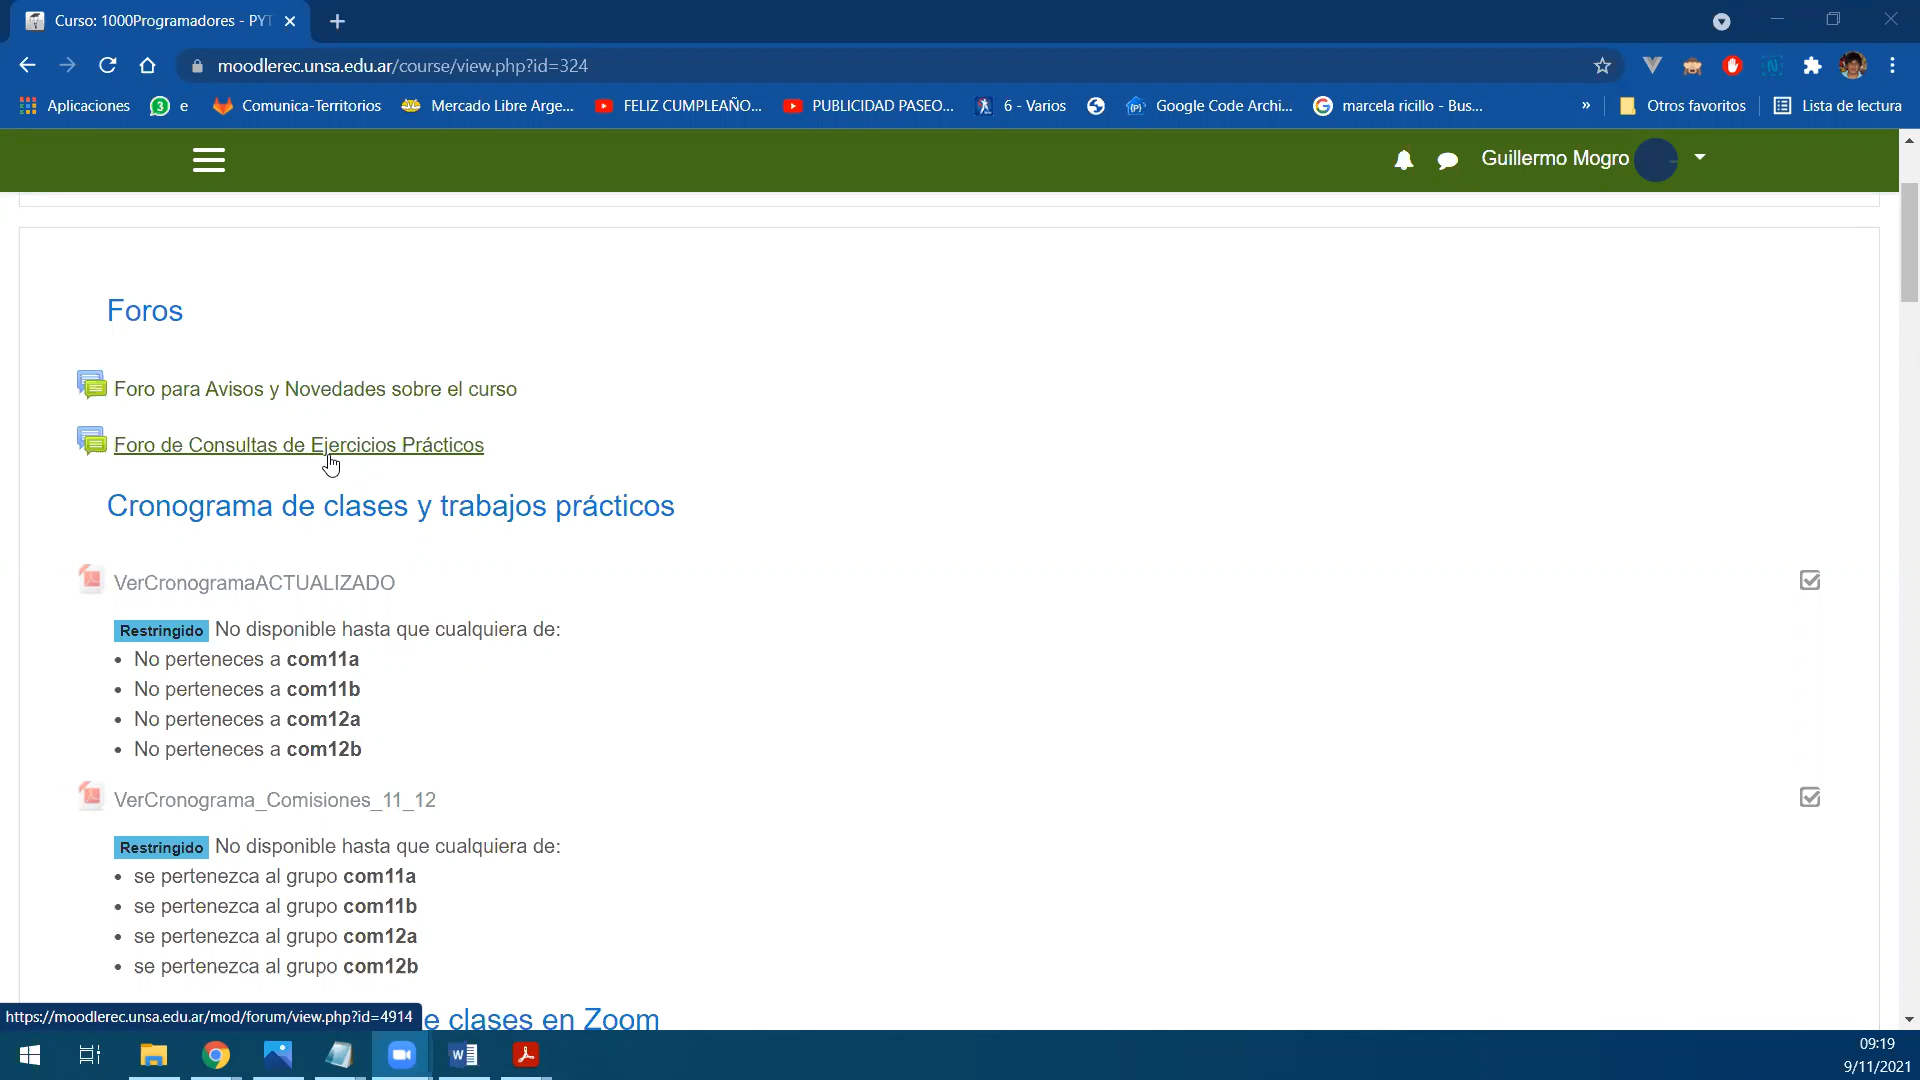 Curso: 1000Programadores - PYT
moodlerec.unsa.edu.ar/course/view.php?id=324
Aplicaciones
3
e
Comunica-Territorios
Mercado Libre Arge...
FELIZ CUMPLEAÑO...
PUBLICIDAD PASEO...
6 - Varios
Google Code Archi...
marcela ricillo - Bus...
»
Otros favoritos
Lista de lectura
Guillermo Mogro
Foros
Foro para Avisos y Novedades sobre el curso
Foro de Consultas de Ejercicios Prácticos
Cronograma de clases y trabajos prácticos
VerCronogramaACTUALIZADO
Restringido No disponible hasta que cualquiera de:
• No perteneces a com11a
• No perteneces a com11b
• No perteneces a com12a
• No perteneces a com12b
VerCronograma_Comisiones_11_12
Restringido No disponible hasta que cualquiera de:
• se pertenezca al grupo com11a
• se pertenezca al grupo com11b
• se pertenezca al grupo com12a
• se pertenezca al grupo com12b
https://moodlerec.unsa.edu.ar/mod/forum/view.php?id=4914
e clases en Zoom
09:19
9/11/2021